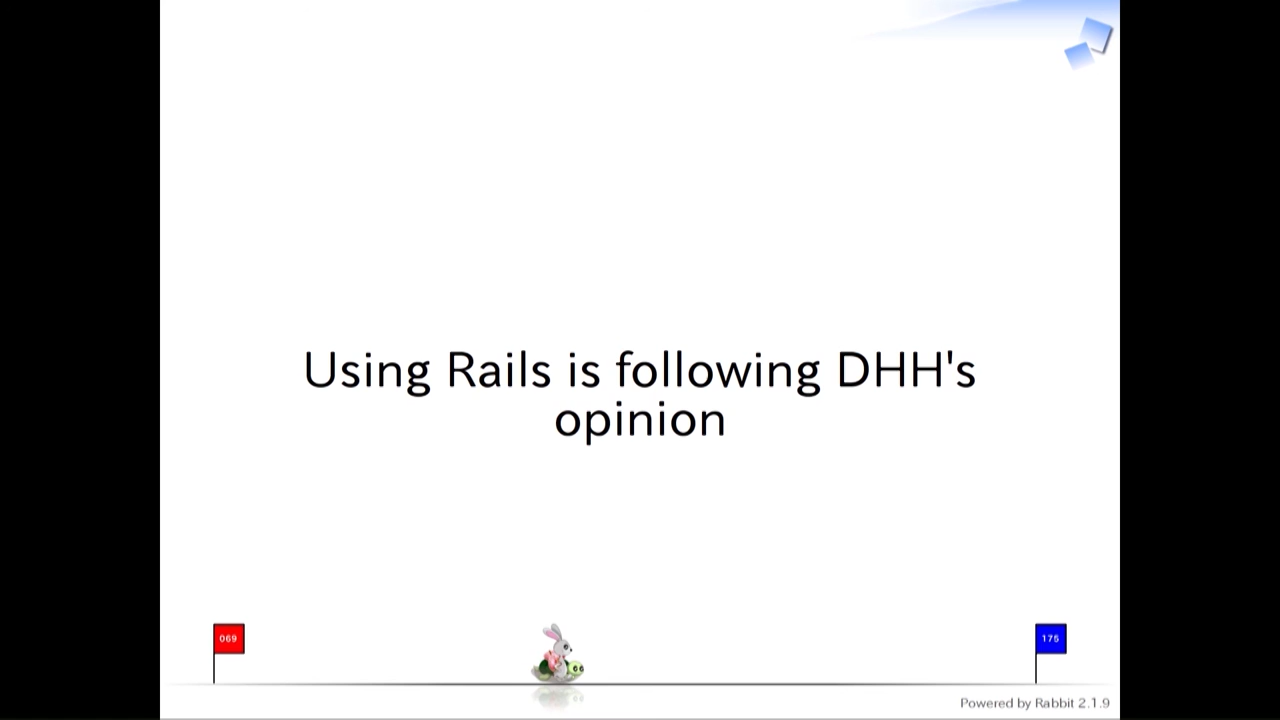 Using Rails is following DHH's
opinion
069
175
Powered by Rabbit 2.1.9